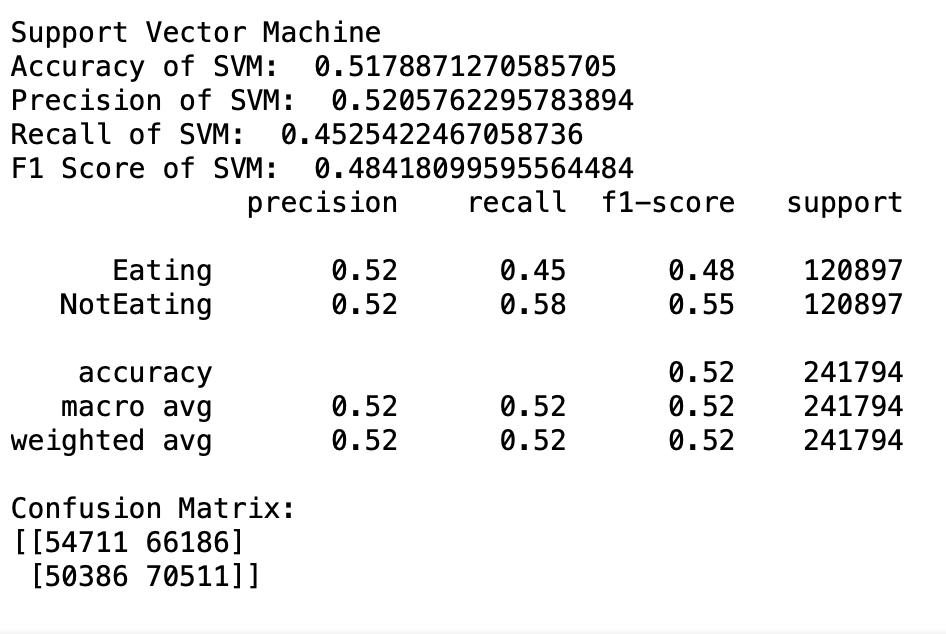 Support Vector Machine
Accuracy of SVM:  0.5178871270585705
Precision of SVM:  0.5205762295783894
Recall of SVM:  0.4525422467058736
F1 Score of SVM:  0.48418099595564484
              precision    recall  f1-score   support

      Eating       0.52      0.45      0.48    120897
   NotEating       0.52      0.58      0.55    120897

    accuracy                           0.52    241794
   macro avg       0.52      0.52      0.52    241794
weighted avg       0.52      0.52      0.52    241794

Confusion Matrix:
[[54711 66186]
 [50386 70511]]